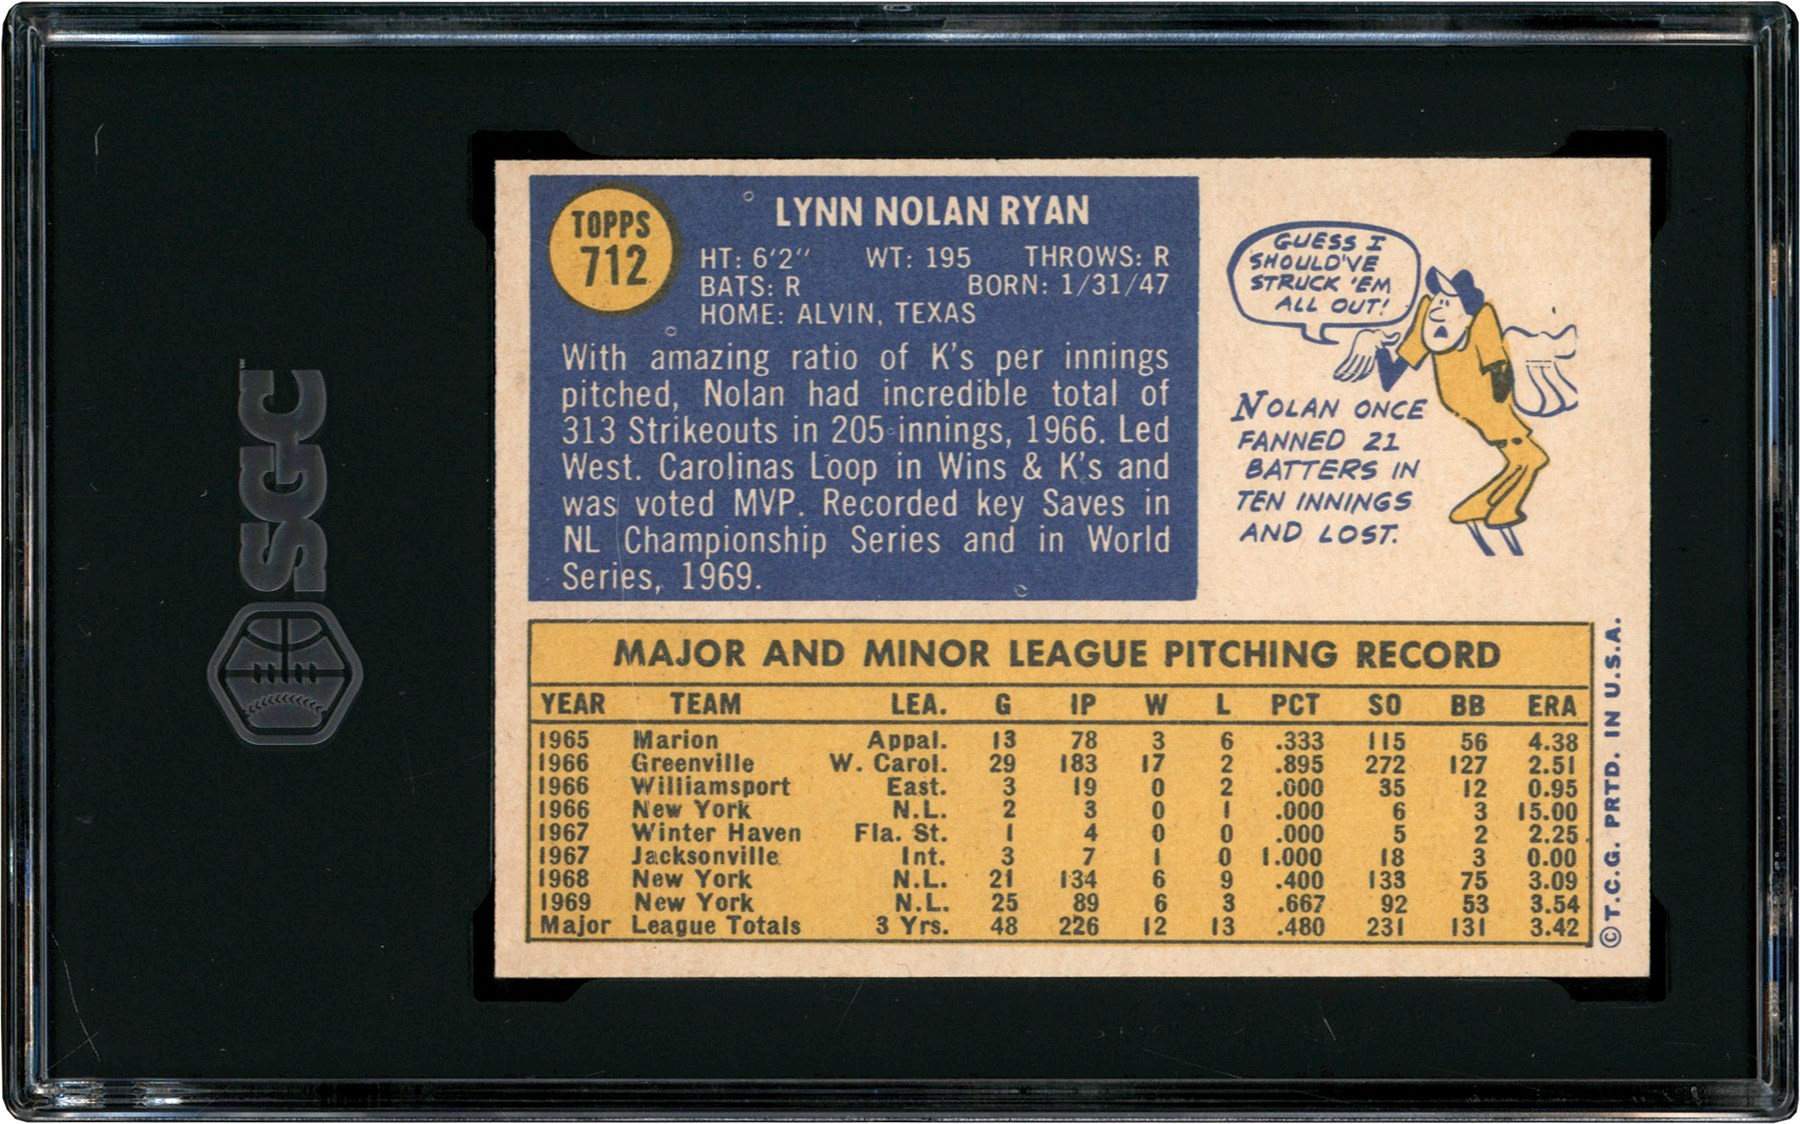 SGC
TOPPS
712
LYNN NOLAN RYAN
HT: 6'2" WT: 195 THROWS: R
BATS: R BORN: 1/31/47
HOME: ALVIN, TEXAS
With amazing ratio of K's per innings
pitched, Nolan had incredible total of
313 Strikeouts in 205 innings, 1966. Led
West. Carolinas Loop in Wins & K's and
was voted MVP. Recorded key Saves in
NL Championship Series and in World
Series, 1969.
GUESS I
SHOULD'VE
STRUCK 'EM
ALL OUT!
NOLAN ONCE
FANNED 21
BATTERS IN
TEN INNINGS
AND LOST.
MAJOR AND MINOR LEAGUE PITCHING RECORD
YEAR TEAM LEA. G IP W L PCT SO BB ERA
1965 Marion Appal. 13 78 3 6 .333 115 56 4.38
1966 Greenville W. Carol. 29 183 17 2 .895 272 127 2.51
1966 Williamsport East. 3 19 0 2 .000 35 12 0.95
1966 New York N.L. 2 3 0 1 .000 6 3 15.00
1967 Winter Haven Fla. St. 1 4 0 0 .000 5 2 2.25
1967 Jacksonville Int. 3 7 1 0 1.000 18 3 0.00
1968 New York N.L. 21 134 6 9 .400 133 75 3.09
1969 New York N.L. 25 89 6 3 .667 92 53 3.54
Major League Totals 3 Yrs. 48 226 12 13 .480 231 131 3.42
© T.C.G. PRTD. IN U.S.A.